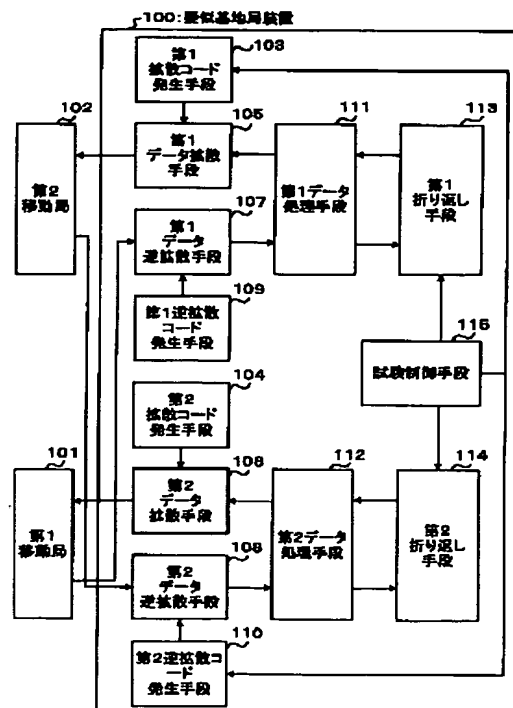 100:疑似基地局装置
103
第1
拡散コード
発生手段
102
第2
移動局
105
第1
データ拡散
手段
111
第1データ
処理手段
113
第1
折り返し
手段
107
第1
データ
逆拡散手段
109
第1逆拡散
コード
発生手段
115
試験制御手段
104
第2
拡散コード
発生手段
101
第1
移動局
108
第2
データ
拡散手段
112
第2データ
処理手段
114
第2
折り返し
手段
108
第2
データ
逆拡散手段
110
第2逆拡散コ
ード
発生手段